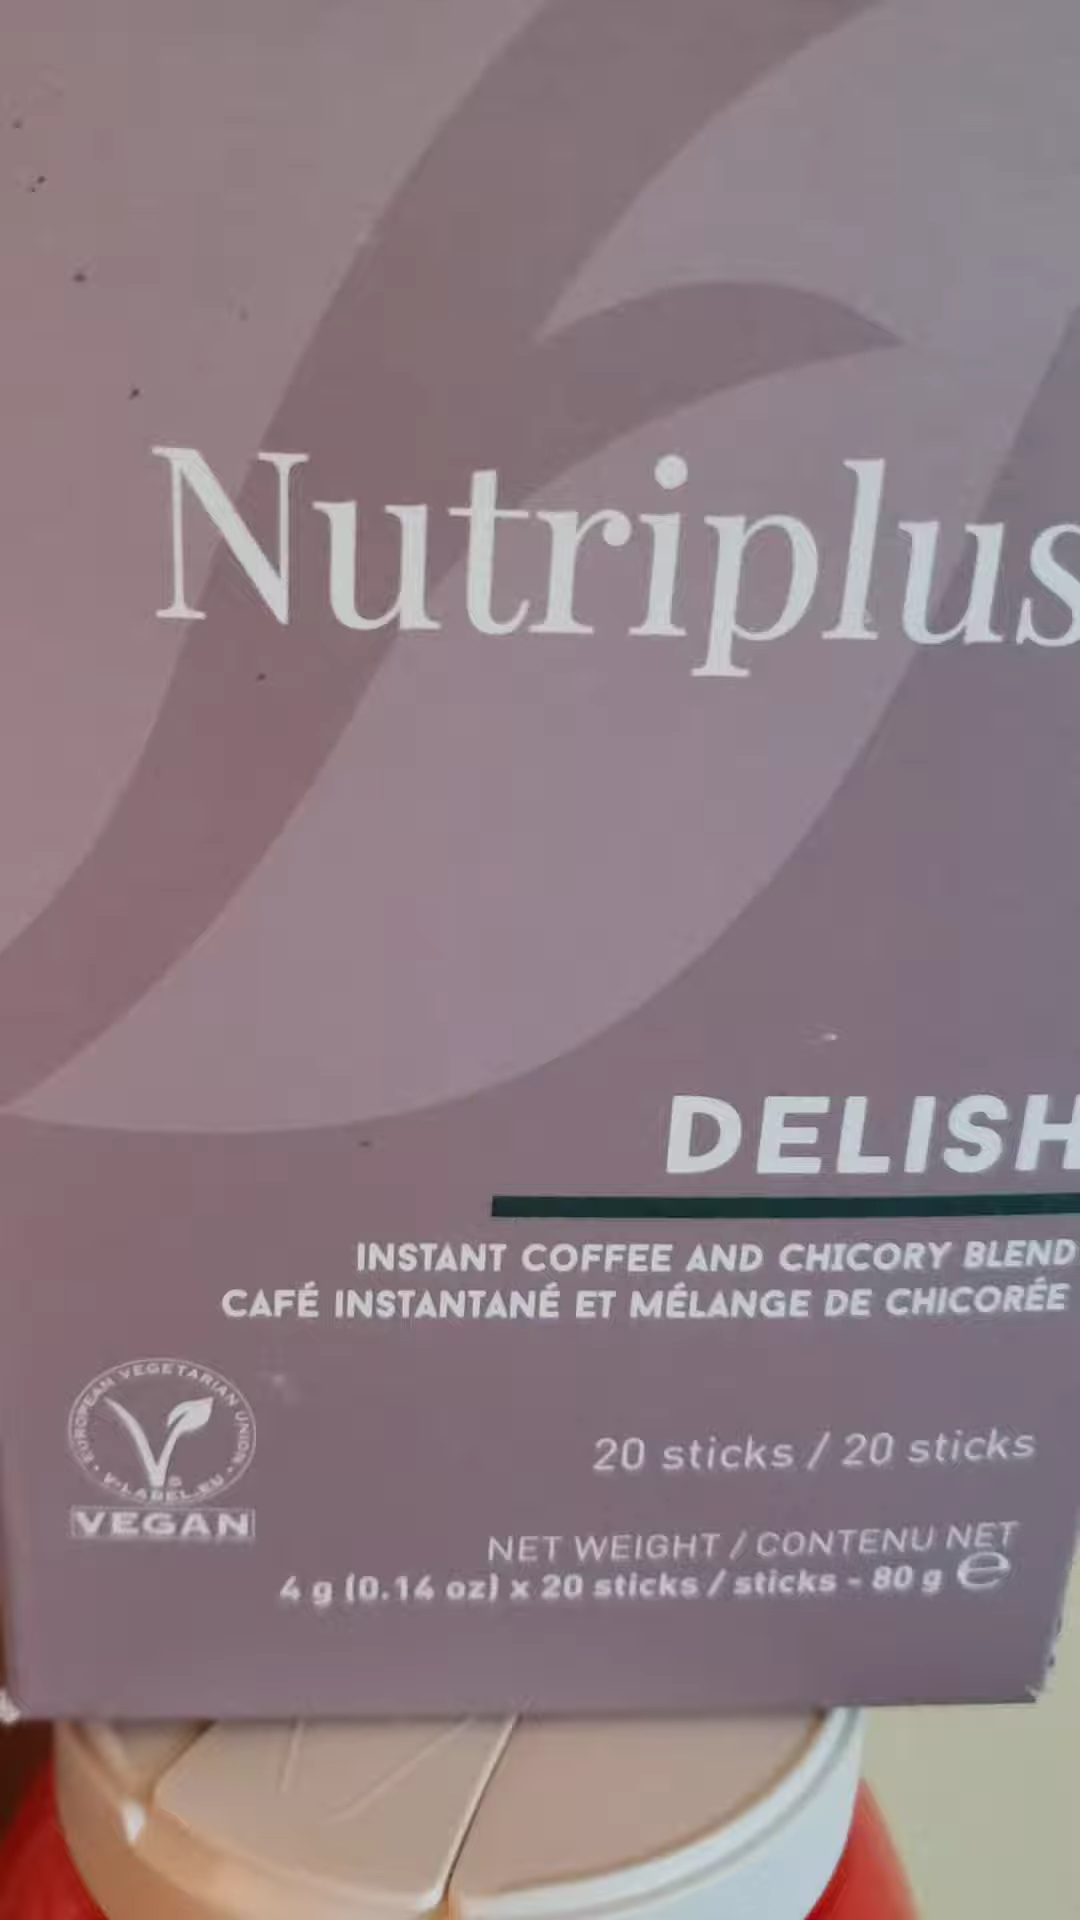 Nutriplus
DELISH
INSTANT COFFEE AND CHICORY BLEND
CAFÉ INSTANTANÉ ET MÉLANGE DE CHICORÉE
EUROPEAN VEGETARIAN UNION
V-LABEL.EU
VEGAN
20 sticks / 20 sticks
NET WEIGHT / CONTENU NET
4 g (0.14 oz) x 20 sticks / sticks - 80 g ℮